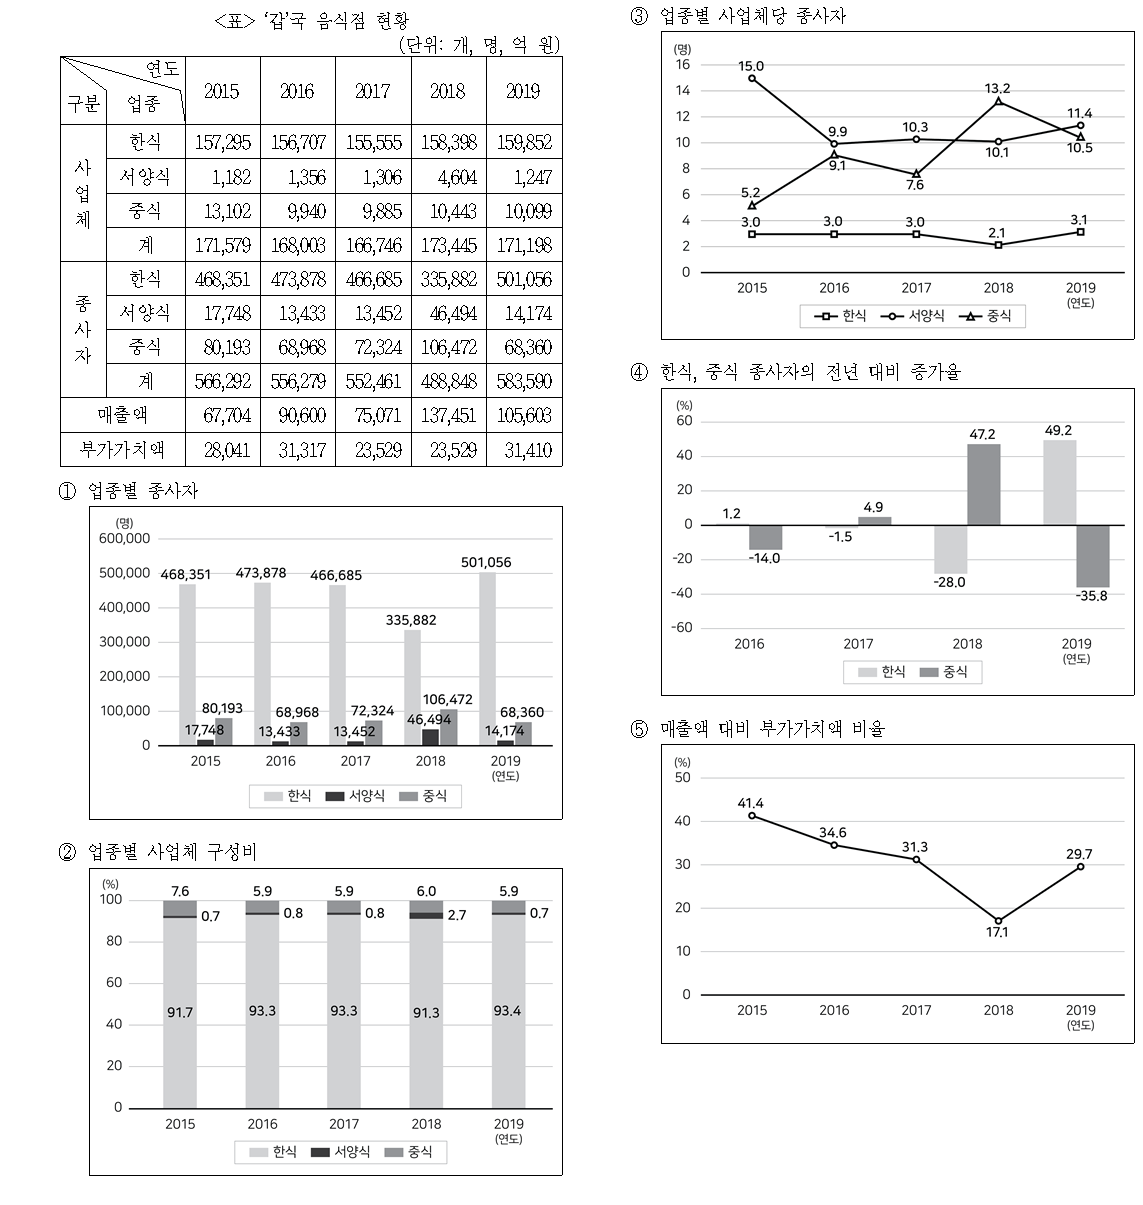 <표> ‘갑’국 음식점 현황
(단위: 개, 명, 억 원)
연도
구분 업종 2015 2016 2017 2018 2019
사업체
한식 157,295 156,707 155,555 158,398 159,852
서양식 1,182 1,356 1,306 4,604 1,247
중식 13,102 9,940 9,885 10,443 10,099
계 171,579 168,003 166,746 173,445 171,198
종사자
한식 468,351 473,878 466,685 335,882 501,056
서양식 17,748 13,433 13,452 46,494 14,174
중식 80,193 68,968 72,324 106,472 68,360
계 566,292 556,279 552,461 488,848 583,590
매출액 67,704 90,600 75,071 137,451 105,603
부가가치액 28,041 31,317 23,529 23,529 31,410
① 업종별 종사자
(명)
600,000
500,000
400,000
300,000
200,000
100,000
0
468,351 473,878 466,685 335,882 501,056
17,748 13,433 13,452 46,494 14,174
80,193 68,968 72,324 106,472 68,360
2015 2016 2017 2018 2019
(연도)
한식 서양식 중식
② 업종별 사업체 구성비
(%)
100
80
60
40
20
0
7.6 5.9 5.9 6.0 5.9
0.7 0.8 0.8 2.7 0.7
91.7 93.3 93.3 91.3 93.4
2015 2016 2017 2018 2019
(연도)
한식 서양식 중식
③ 업종별 사업체당 종사자
(명)
16
14
12
10
8
6
4
2
0
15.0 9.9 10.3 10.1 11.4
5.2 9.1 7.6 13.2 10.5
3.0 3.0 3.0 2.1 3.1
2015 2016 2017 2018 2019
(연도)
한식 서양식 중식
④ 한식, 중식 종사자의 전년 대비 증가율
(%)
60
40
20
0
-20
-40
-60
1.2 -1.5 -28.0 49.2
-14.0 4.9 47.2 -35.8
2016 2017 2018 2019
(연도)
한식 중식
⑤ 매출액 대비 부가가치액 비율
(%)
50
40
30
20
10
0
41.4 34.6 31.3 17.1 29.7
2015 2016 2017 2018 2019
(연도)